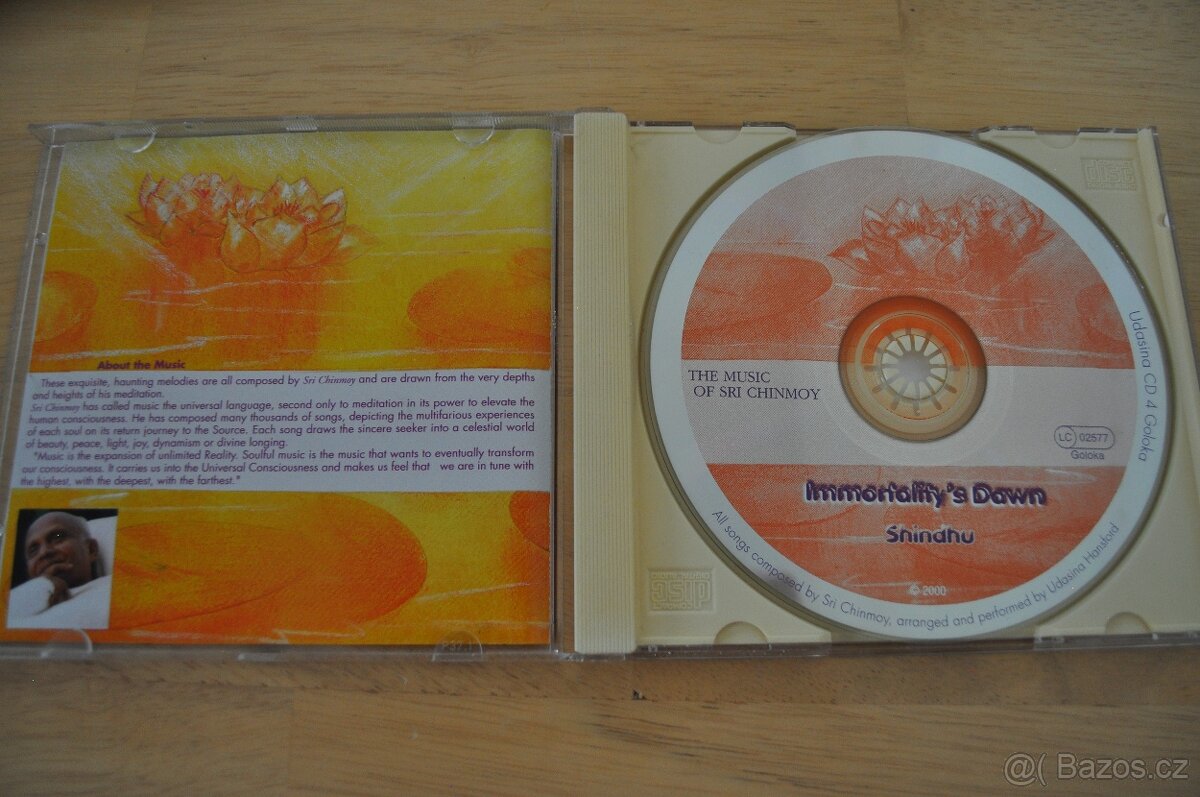 About the Music
These exquisite, haunting melodies are all composed by Sri Chinmoy and are drawn from the very depths
and heights of his meditation.
Sri Chinmoy has called music the universal language, second only to meditation in its power to elevate the
human consciousness. He has composed many thousands of songs, depicting the multifarious experiences
of each soul on its return journey to the Source. Each song draws the sincere seeker into a celestial world
of beauty, peace, light, joy, dynamism or divine longing.
"Music is the expansion of unlimited Reality. Soulful music is the music that wants to eventually transform
our consciousness. It carries us into the Universal Consciousness and makes us feel that we are in tune with
the highest, with the deepest, with the farthest."
THE MUSIC
OF SRI CHINMOY
Udasina CD 4 Goloka
LC 02577
Goloka
Immortality's Dawn
Shindhu
© 2000
All songs composed by Sri Chinmoy, arranged and performed by Udasina Hansford
disc
disc
DIGITAL AUDIO
@( Bazos.cz